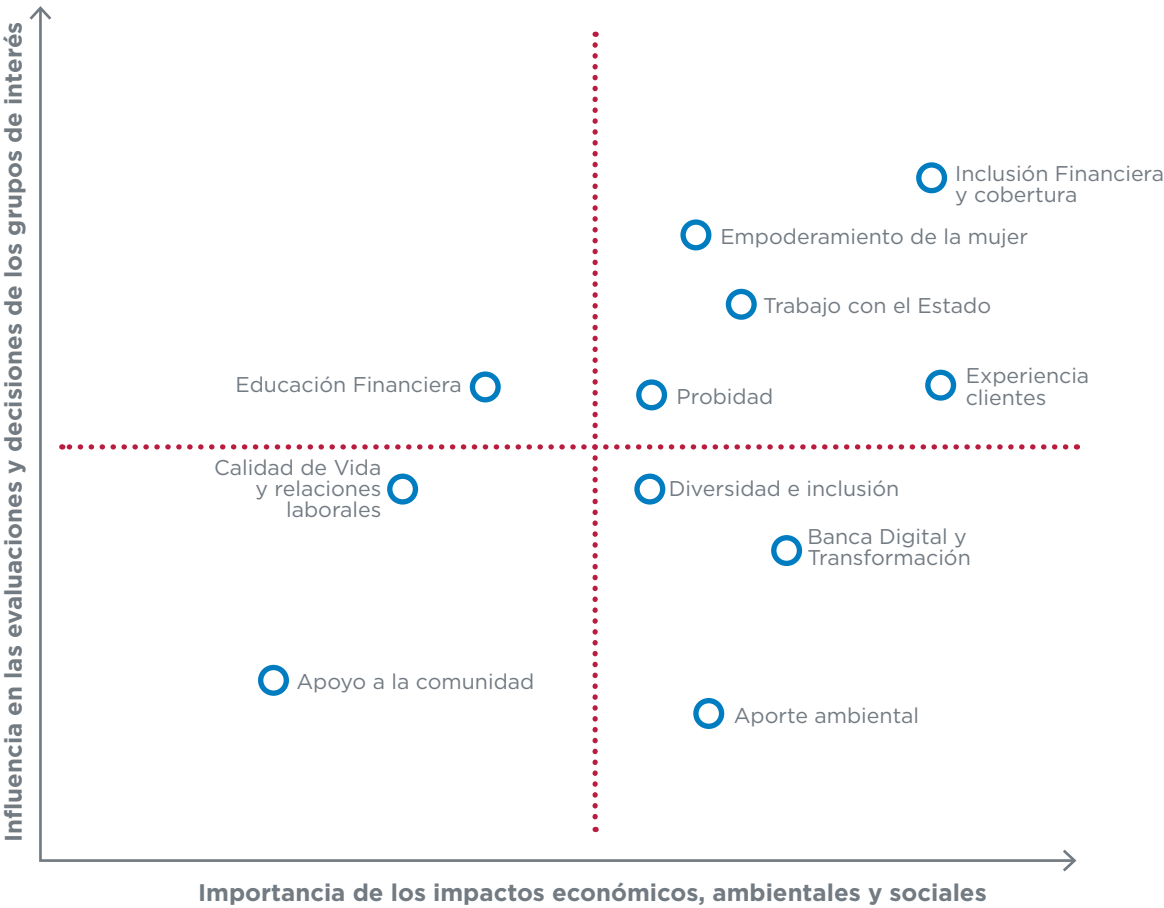 Influencia en las evaluaciones y decisiones de los grupos de interés
Inclusión Financiera
y cobertura
Empoderamiento de la mujer
Trabajo con el Estado
Educación Financiera
Probidad
Experiencia
clientes
Calidad de Vida
y relaciones
laborales
Diversidad e inclusión
Banca Digital y
Transformación
Apoyo a la comunidad
Aporte ambiental
Importancia de los impactos económicos, ambientales y sociales